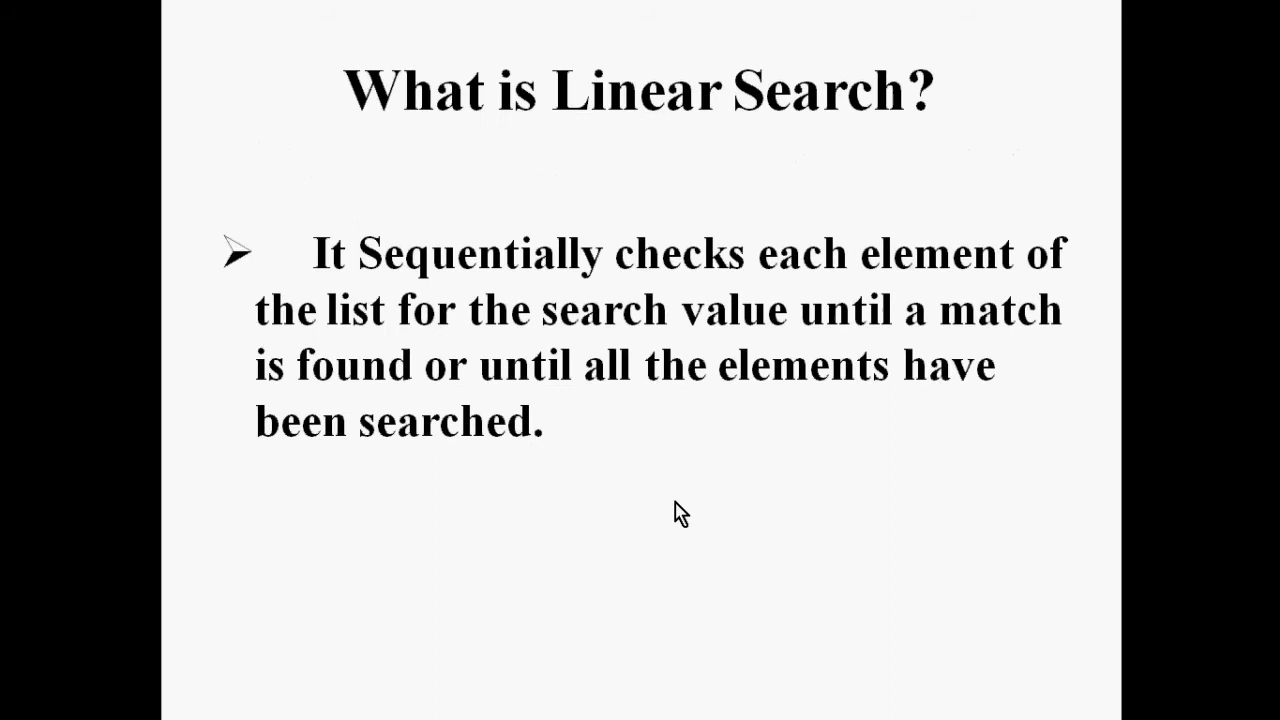 What is Linear Search?
It Sequentially checks each element of
the list for the search value until a match
is found or until all the elements have
been searched.